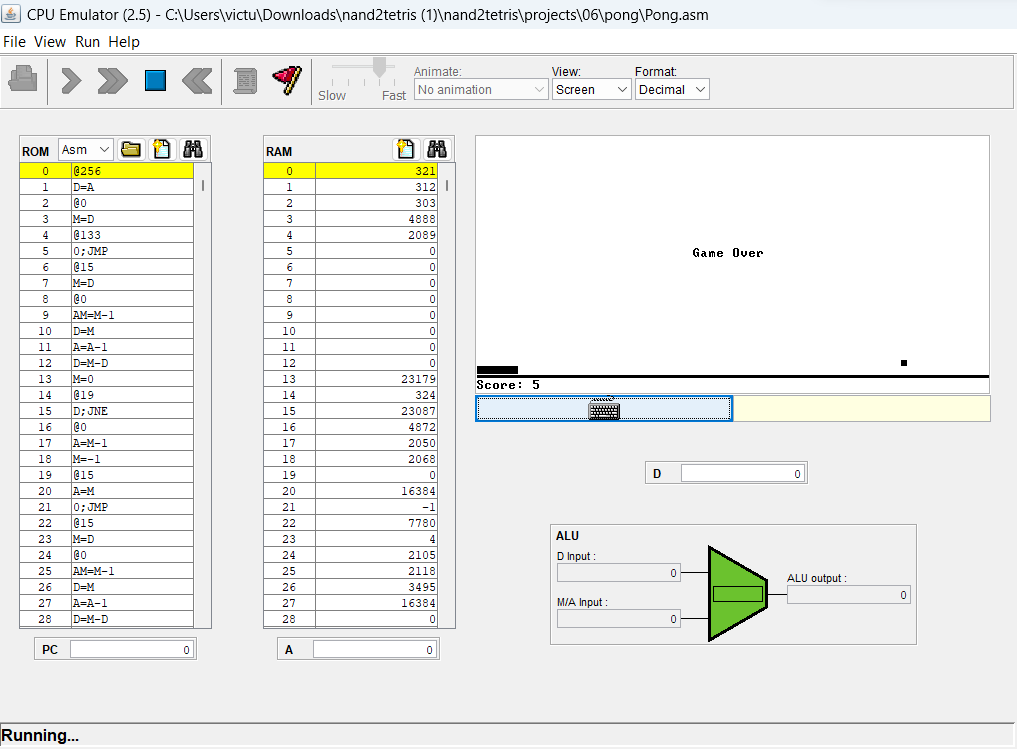 CPU Emulator (2.5) - C:\Users\victu\Downloads\nand2tetris (1)\nand2tetris\projects\06\pong\Pong.asm
File View Run Help
Slow Fast
Animate:
No animation
View:
Screen
Format:
Decimal
ROM Asm
0 @256
1 D=A
2 @0
3 M=D
4 @133
5 0;JMP
6 @15
7 M=D
8 @0
9 AM=M-1
10 D=M
11 A=A-1
12 D=M-D
13 M=0
14 @19
15 D;JNE
16 @0
17 A=M-1
18 M=-1
19 @15
20 A=M
21 0;JMP
22 @15
23 M=D
24 @0
25 AM=M-1
26 D=M
27 A=A-1
28 D=M-D
PC 0
RAM
0 321
1 312
2 303
3 4888
4 2089
5 0
6 0
7 0
8 0
9 0
10 0
11 0
12 0
13 23179
14 324
15 23087
16 4872
17 2050
18 2068
19 0
20 16384
21 -1
22 7780
23 4
24 2105
25 2118
26 3495
27 16384
28 0
A 0
Game Over
Score: 5
D 0
ALU
D Input :
0
M/A Input :
0
ALU output :
0
Running...